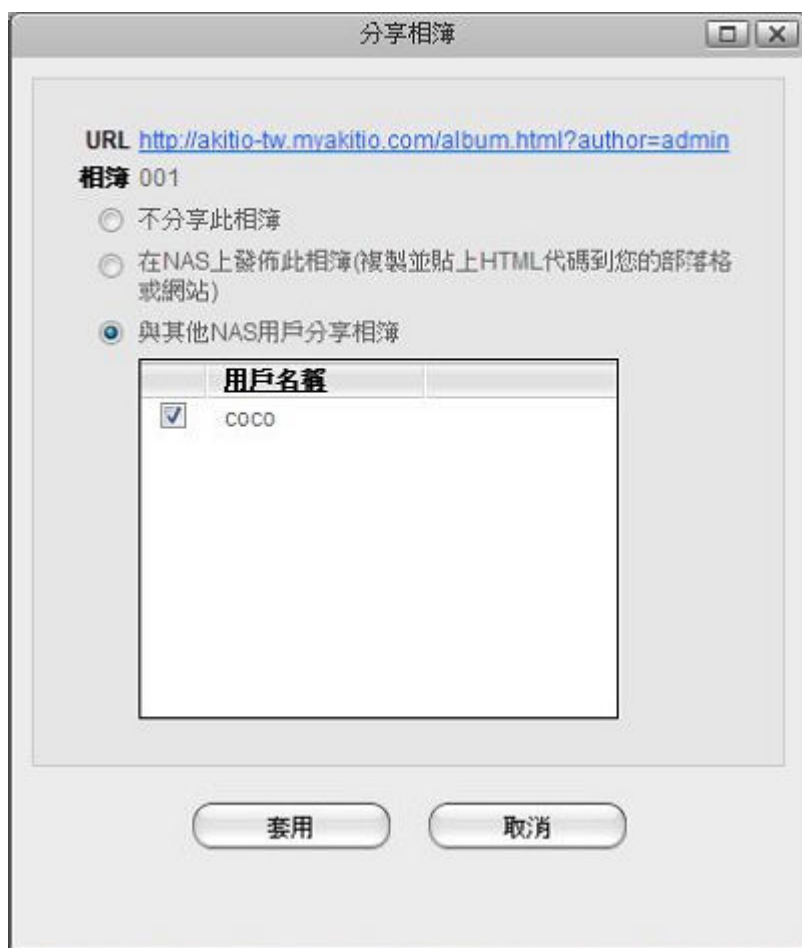 分享相簿
URL http://akitio-tw.myakitio.com/album.html?author=admin
相簿 001
不分享此相簿
在NAS上發佈此相簿(複製並貼上HTML代碼到您的部落格
或網站)
與其他NAS用戶分享相簿
用戶名稱
coco
套用
取消